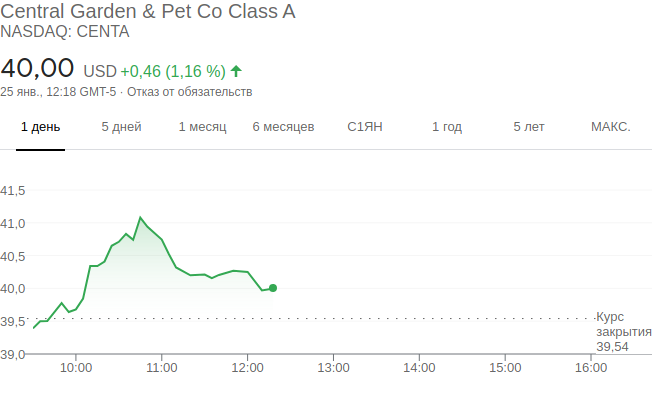 Central Garden & Pet Co Class A
NASDAQ: CENTA
40,00 USD +0,46 (1,16 %)
25 янв., 12:18 GMT-5 · Отказ от обязательств
1 день 5 дней 1 месяц 6 месяцев С1ЯН 1 год 5 лет МАКС.
41,5
41,0
40,5
40,0
39,5
Курс
закрытия
39,54
39,0
10:00 11:00 12:00 13:00 14:00 15:00 16:00